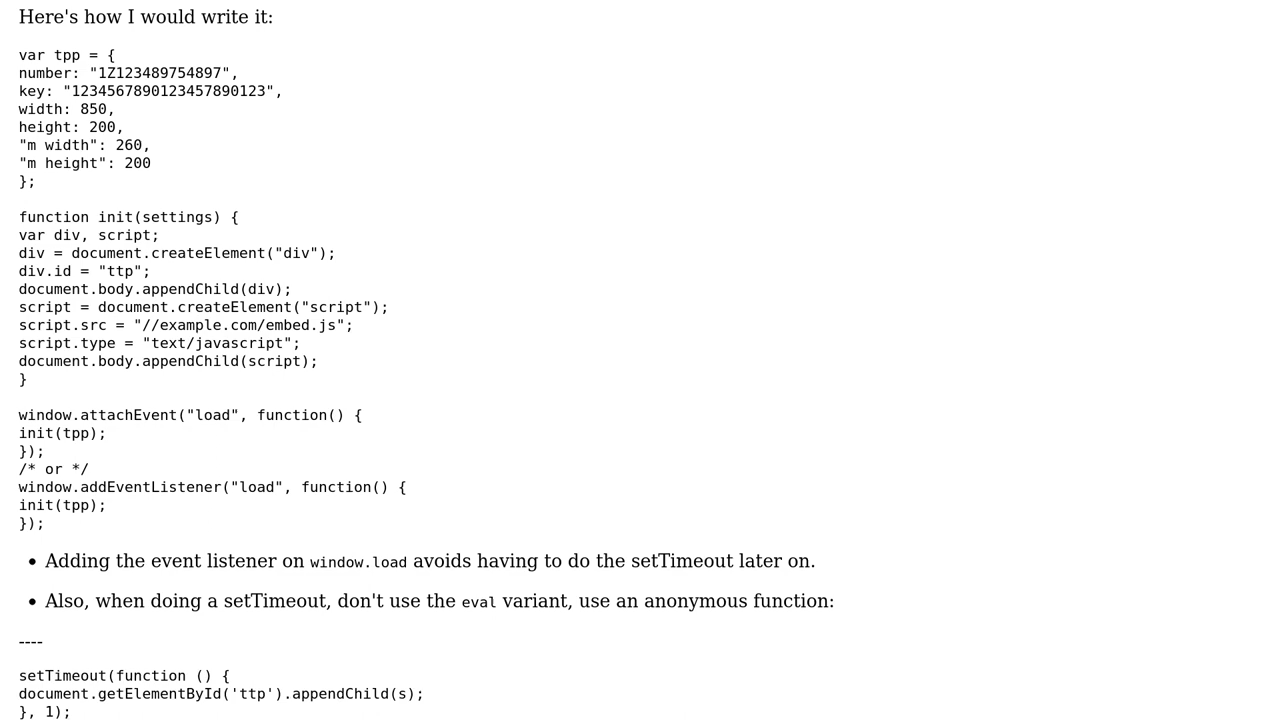 Here's how I would write it:
var tpp = {
number: "1Z123489754897",
key: "1234567890123457890123",
width: 850,
height: 200,
"m width": 260,
"m height": 200
};
function init(settings) {
var div, script;
div = document.createElement("div");
div.id = "ttp";
document.body.appendChild(div);
script = document.createElement("script");
script.src = "//example.com/embed.js";
script.type = "text/javascript";
document.body.appendChild(script);
}
window.attachEvent("load", function() {
init(tpp);
});
/* or */
window.addEventListener("load", function() {
init(tpp);
});
• Adding the event listener on window.load avoids having to do the setTimeout later on.
• Also, when doing a setTimeout, don't use the eval variant, use an anonymous function:
----
setTimeout(function () {
document.getElementById('ttp').appendChild(s);
}, 1);